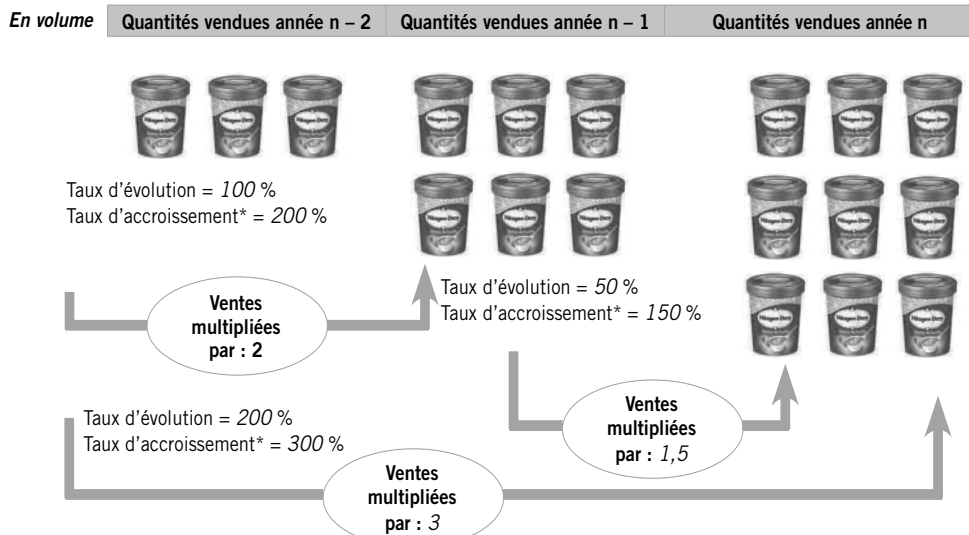 En volume
Quantités vendues année n – 2
Quantités vendues année n – 1
Quantités vendues année n
Taux d'évolution = 100 %
Taux d'accroissement* = 200 %
Ventes
multipliées
par : 2
Taux d'évolution = 50 %
Taux d'accroissement* = 150 %
Ventes
multipliées
par : 1,5
Taux d'évolution = 200 %
Taux d'accroissement* = 300 %
Ventes
multipliées
par : 3